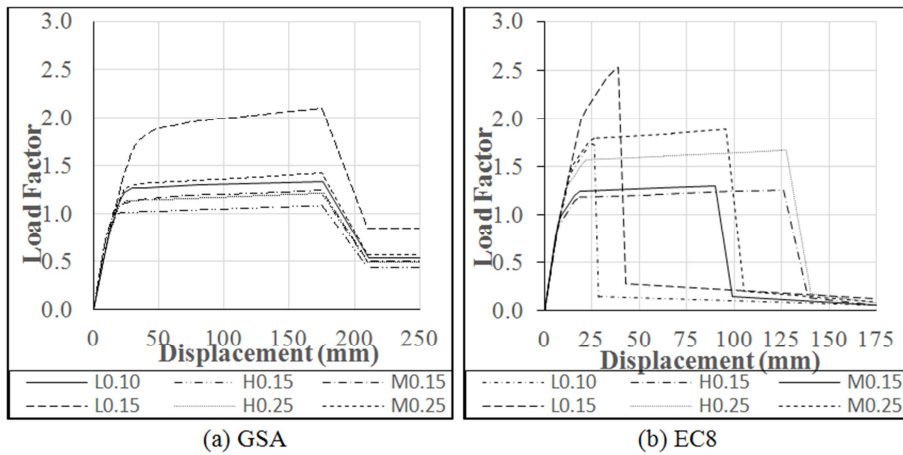 3.0
2.5
2.0
1.5
1.0
0.5
0.0
Load Factor
0 50 100 150 200 250
Displacement (mm)
L0.10 H0.15 M0.15
L0.15 H0.25 M0.25
(a) GSA
3.0
2.5
2.0
1.5
1.0
0.5
0.0
Load Factor
0 25 50 75 100 125 150 175
Displacement (mm)
L0.10 H0.15 M0.15
L0.15 H0.25 M0.25
(b) EC8